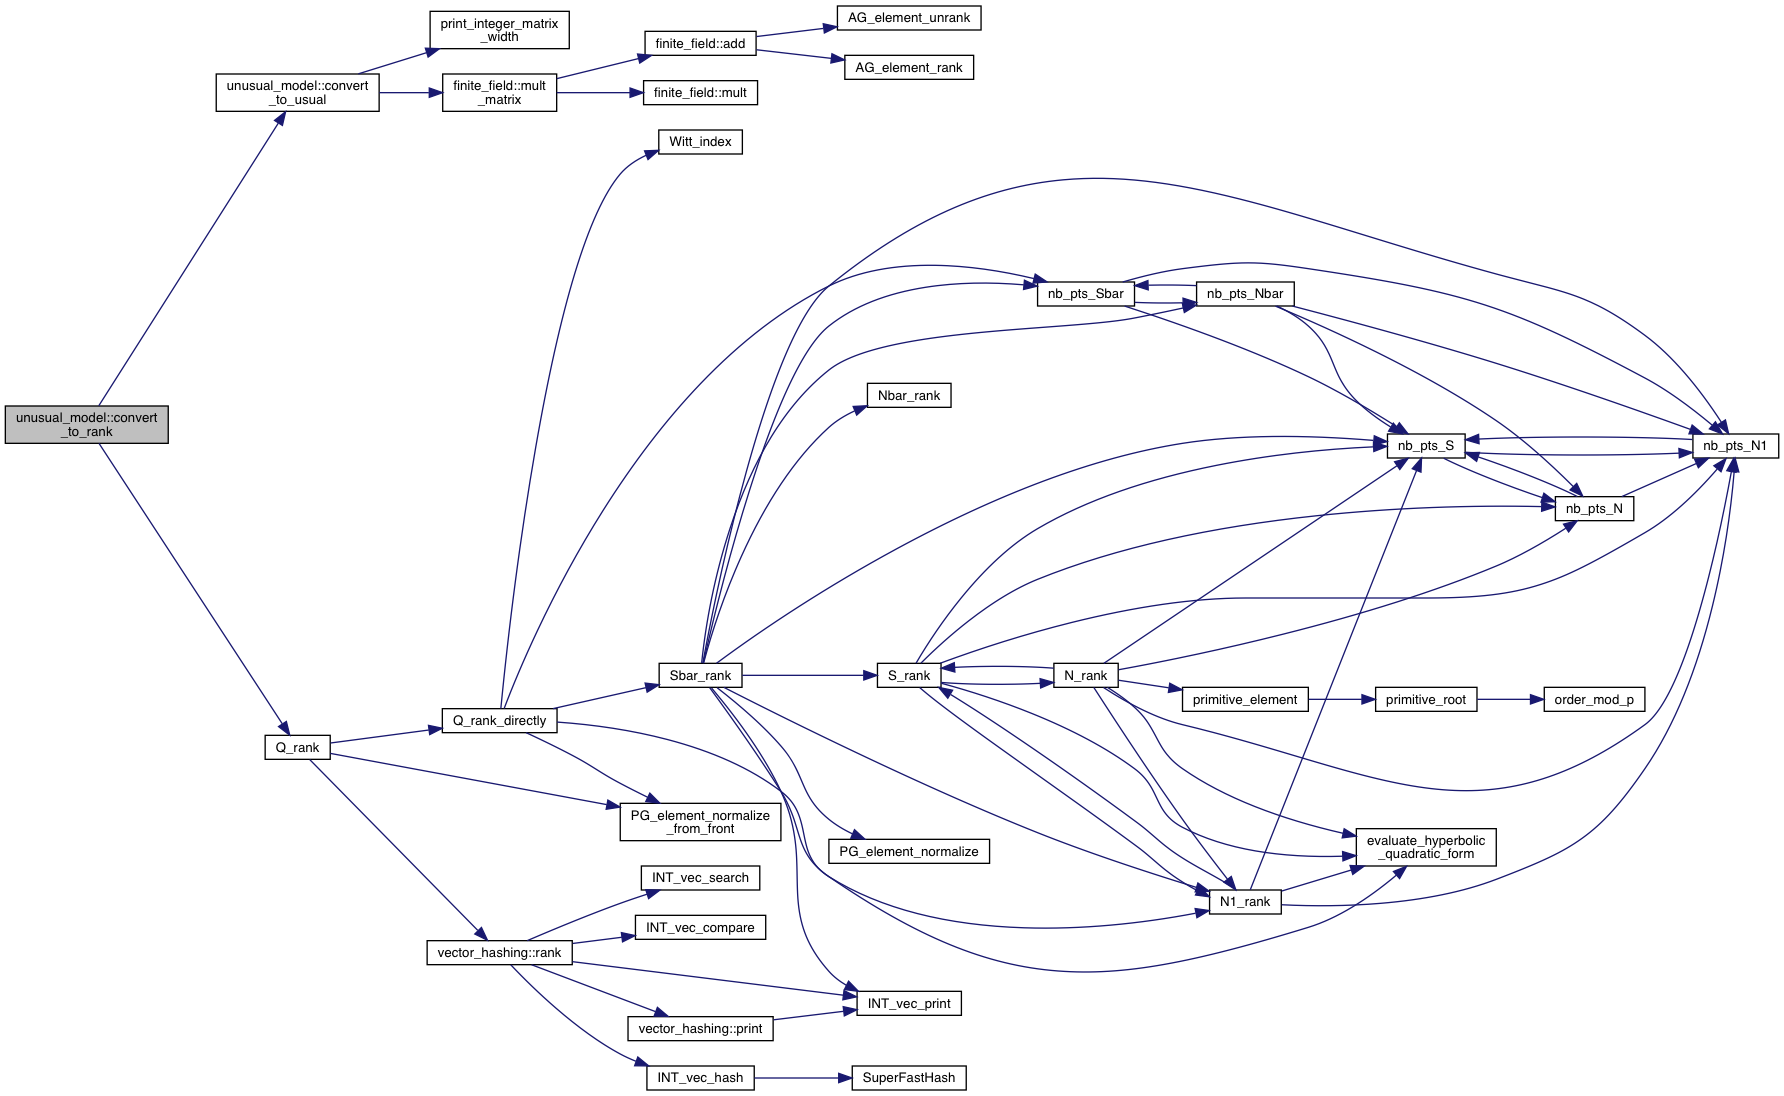 print_integer_matrix
_width
AG_element_unrank
finite_field::add
AG_element_rank
unusual_model::convert
_to_usual
finite_field::mult
_matrix
finite_field::mult
Witt_index
nb_pts_Sbar
nb_pts_Nbar
Nbar_rank
unusual_model::convert
_to_rank
nb_pts_S
nb_pts_N1
nb_pts_N
Sbar_rank
S_rank
N_rank
primitive_element
primitive_root
order_mod_p
Q_rank_directly
Q_rank
PG_element_normalize
_from_front
PG_element_normalize
evaluate_hyperbolic
_quadratic_form
INT_vec_search
N1_rank
INT_vec_compare
vector_hashing::rank
INT_vec_print
vector_hashing::print
INT_vec_hash
SuperFastHash